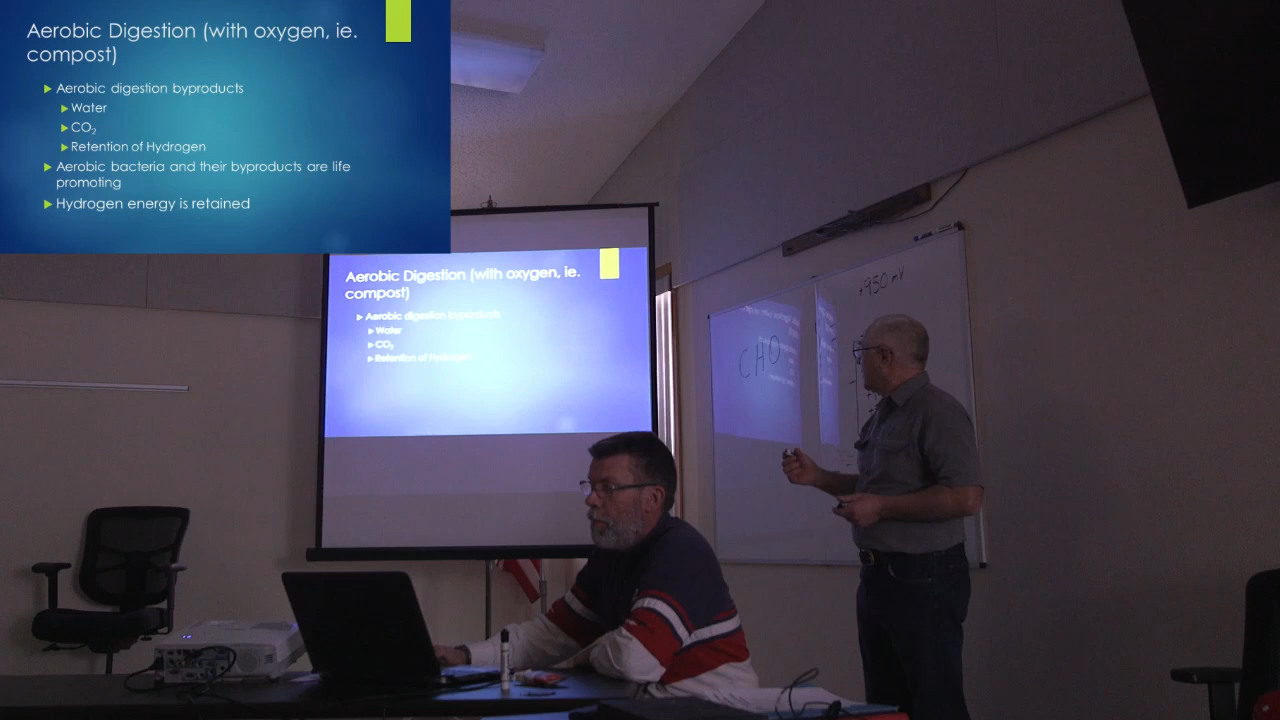 Aerobic Digestion (with oxygen, ie.
compost)
Aerobic digestion byproducts
Water
CO₂
Retention of Hydrogen
Aerobic bacteria and their byproducts are life
promoting
Hydrogen energy is retained
Aerobic Digestion (with oxygen, ie.
compost)
Aerobic digestion byproducts
Water
CO₂
Retention of Hydrogen
CHO
+950 mV